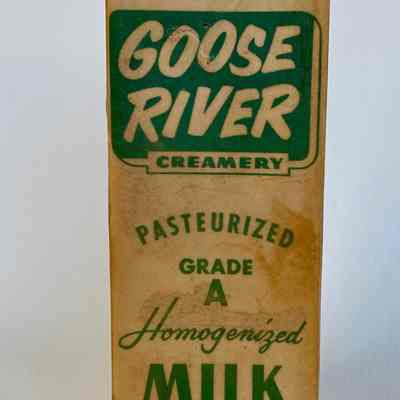 GOOSE
RIVER
CREAMERY
PASTEURIZED
GRADE
A
Homogenized
MILK